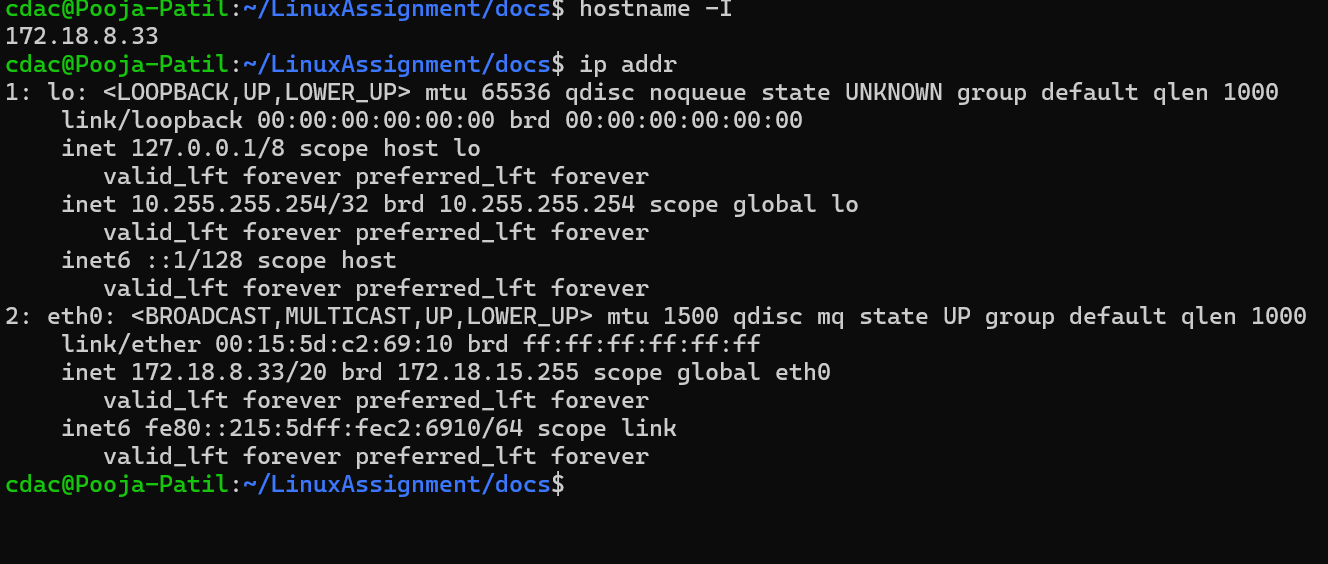 cdac@Pooja-Patil:~/LinuxAssignment/docs$ hostname -I
172.18.8.33
cdac@Pooja-Patil:~/LinuxAssignment/docs$ ip addr
1: lo: <LOOPBACK,UP,LOWER_UP> mtu 65536 qdisc noqueue state UNKNOWN group default qlen 1000
    link/loopback 00:00:00:00:00:00 brd 00:00:00:00:00:00
    inet 127.0.0.1/8 scope host lo
       valid_lft forever preferred_lft forever
    inet 10.255.255.254/32 brd 10.255.255.254 scope global lo
       valid_lft forever preferred_lft forever
    inet6 ::1/128 scope host
       valid_lft forever preferred_lft forever
2: eth0: <BROADCAST,MULTICAST,UP,LOWER_UP> mtu 1500 qdisc mq state UP group default qlen 1000
    link/ether 00:15:5d:c2:69:10 brd ff:ff:ff:ff:ff:ff
    inet 172.18.8.33/20 brd 172.18.15.255 scope global eth0
       valid_lft forever preferred_lft forever
    inet6 fe80::215:5dff:fec2:6910/64 scope link
       valid_lft forever preferred_lft forever
cdac@Pooja-Patil:~/LinuxAssignment/docs$